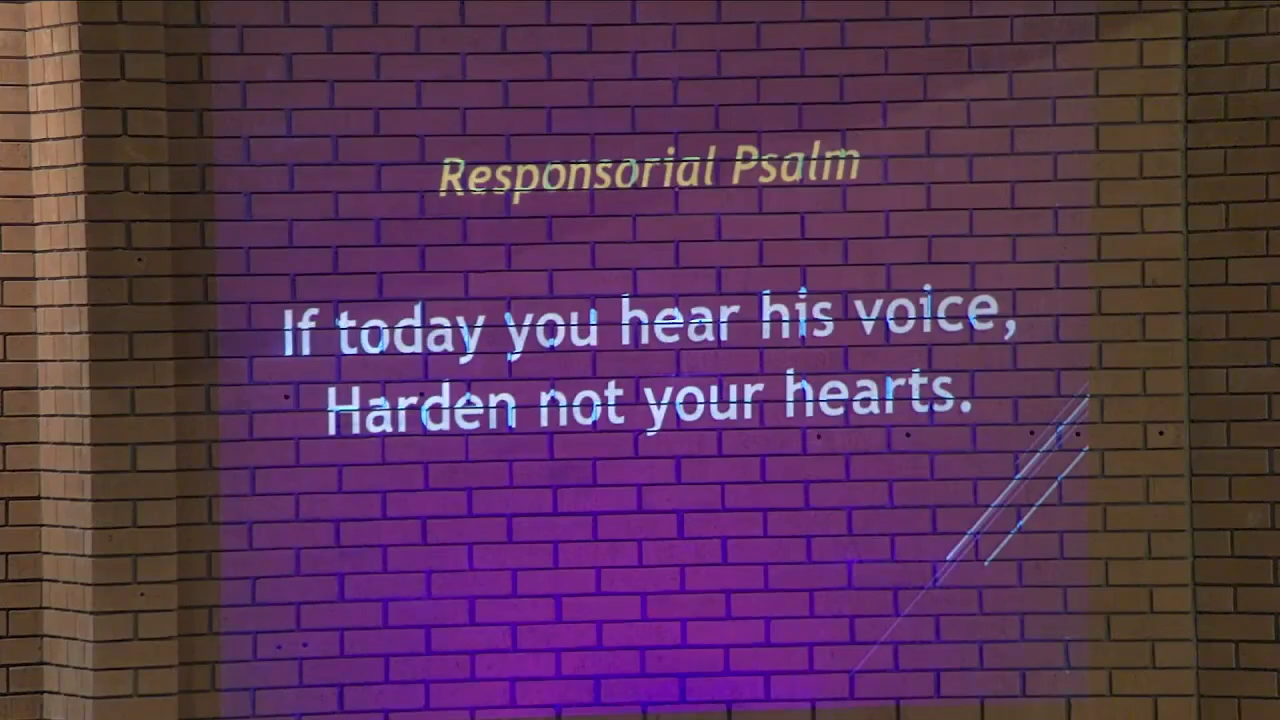 Responsorial Psalm
If today you hear his voice,
Harden not your hearts.